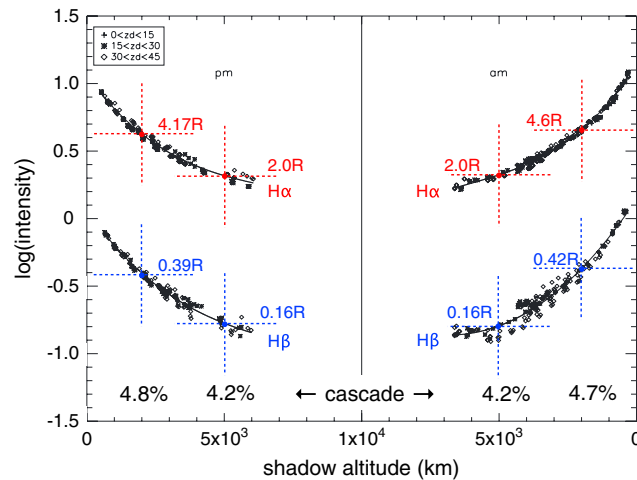 1.5
+ 0<zd<15
✱ 15<zd<30
◇ 30<zd<45
pm
am
1.0
4.17R
4.6R
0.5
2.0R
2.0R
Hα
Hα
0
log(intensity)
-0.5
0.39R
0.42R
0.16R
0.16R
Hβ
Hβ
-1.0
4.8% 4.2% ← cascade → 4.2% 4.7%
-1.5
0 5x10³ 1x10⁴ 5x10³ 0
shadow altitude (km)